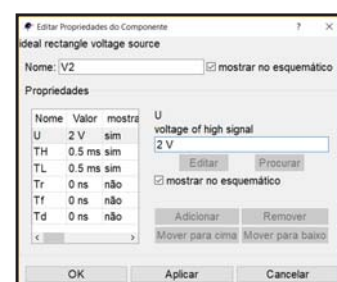 Editar Propriedades do Componente ? ×
ideal rectangle voltage source
Nome: V2 mostrar no esquemático
Propriedades
Nome Valor mostra
U 2 V sim
TH 0.5 ms sim
TL 0.5 ms sim
Tr 0 ns não
Tf 0 ns não
Td 0 ns não
U
voltage of high signal
2 V
Editar Procurar
mostrar no esquemático
Adicionar Remover
Mover para cima Mover para baixo
OK Aplicar Cancelar